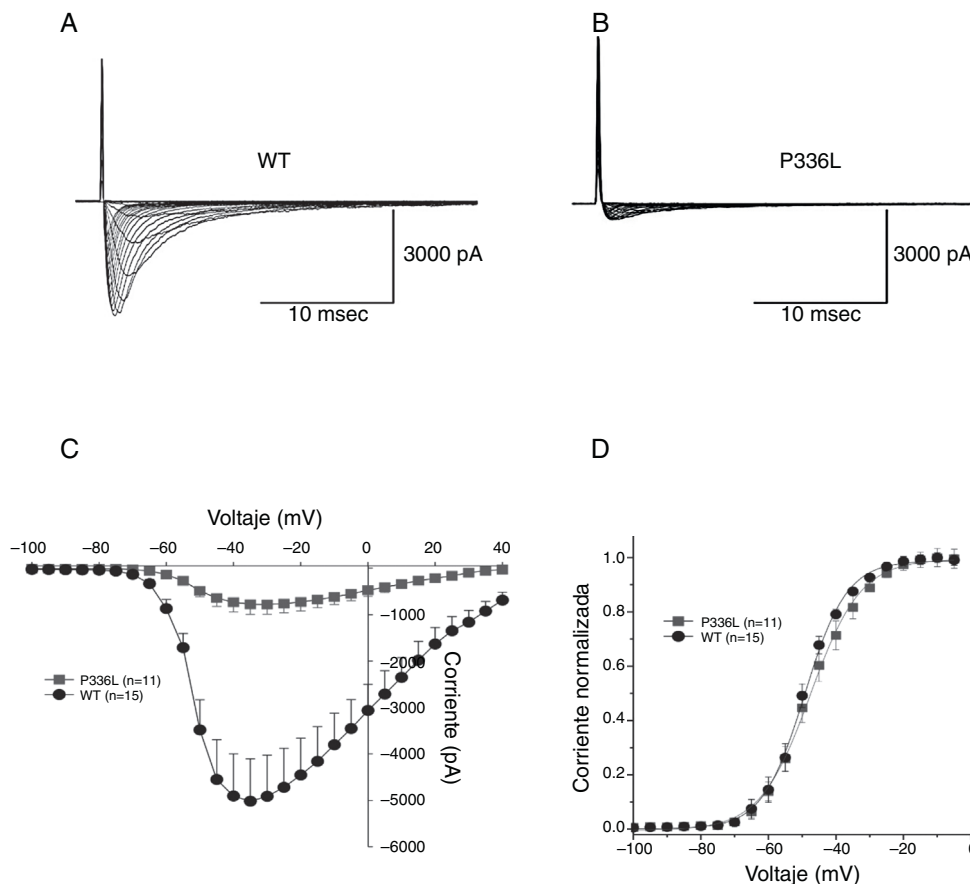 A
WT
3000 pA
10 msec
B
P336L
3000 pA
10 msec
C
Voltaje (mV)
–100 –80 –60 –40 –20 0 20 40
–1000
–2000
–3000
–4000
–5000
–6000
Corriente (pA)
P336L (n=11)
WT (n=15)
D
Corriente normalizada
1.0
0.8
0.6
0.4
0.2
0.0
P336L (n=11)
WT (n=15)
–100 –80 –60 –40 –20 0
Voltaje (mV)